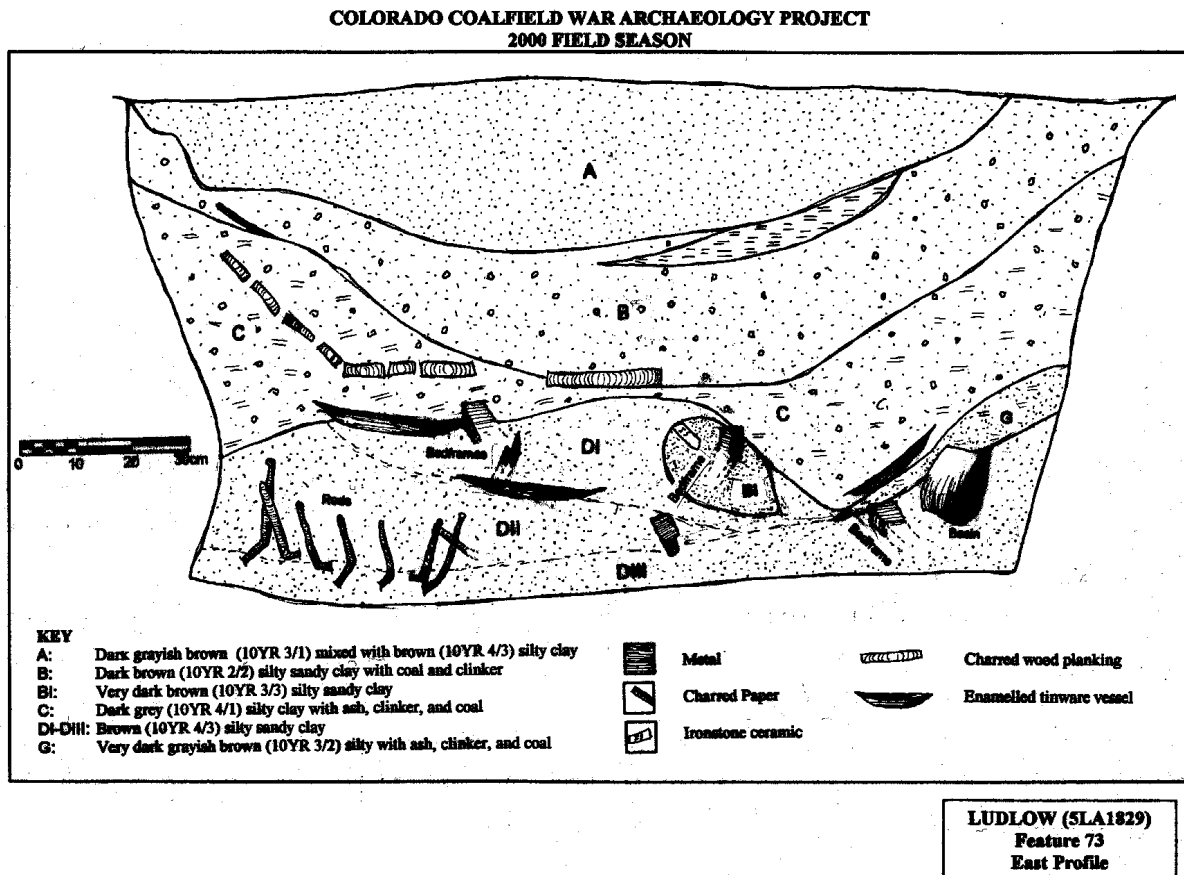 COLORADO COALFIELD WAR ARCHAEOLOGY PROJECT
2000 FIELD SEASON
A
B
C
C
G
DI
Bedframes
Bedframe
BI
0 10 20 30cm
Rods
DII
Bedframe
Basin
DIII
KEY
A: Dark grayish brown (10YR 3/1) mixed with brown (10YR 4/3) silty clay
B: Dark brown (10YR 2/2) silty sandy clay with coal and clinker
BI: Very dark brown (10YR 3/3) silty sandy clay
C: Dark grey (10YR 4/1) silty clay with ash, clinker, and coal
DI-DIII: Brown (10YR 4/3) silty sandy clay
G: Very dark grayish brown (10YR 3/2) silty with ash, clinker, and coal
Metal
Charred Paper
Ironstone ceramic
Charred wood planking
Enamelled tinware vessel
LUDLOW (5LA1829)
Feature 73
East Profile